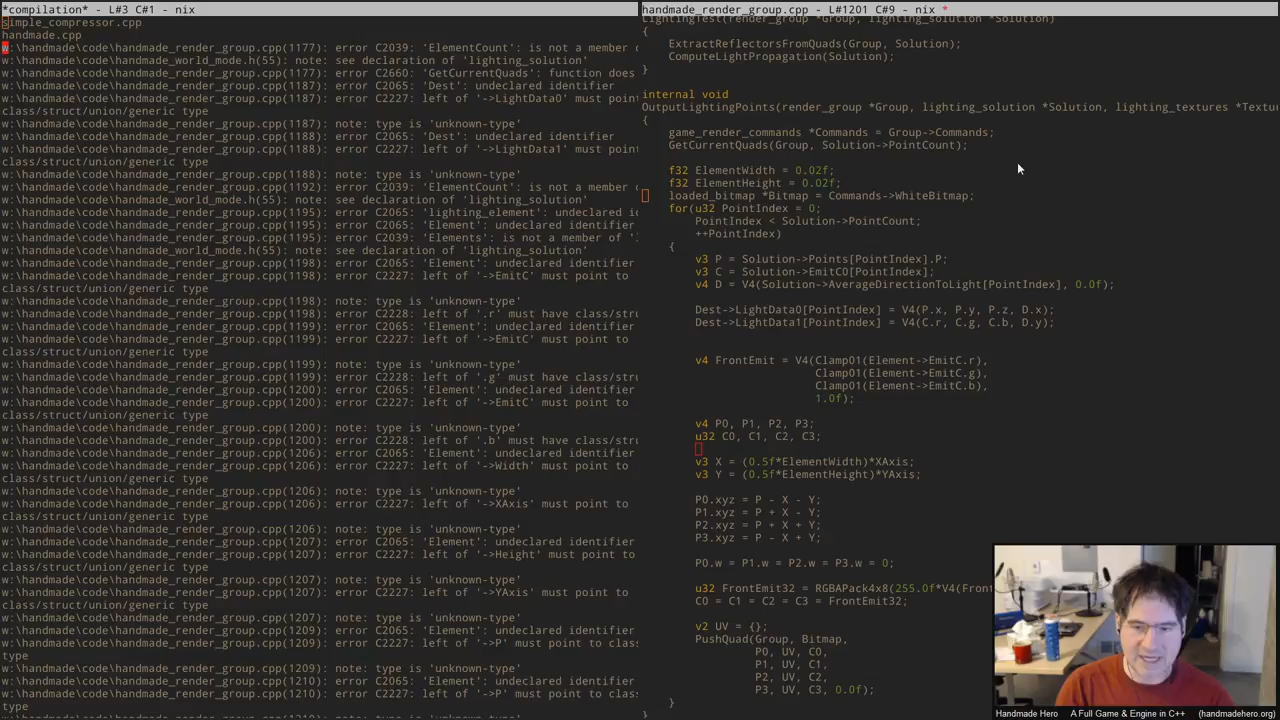 *compilation* - L#3 C#1 - nix
simple_compressor.cpp
handmade.cpp
w:\handmade\code\handmade_render_group.cpp(1177): error C2039: 'ElementCount': is not a member o
w:\handmade\code\handmade_world_mode.h(55): note: see declaration of 'lighting_solution'
w:\handmade\code\handmade_render_group.cpp(1177): error C2660: 'GetCurrentQuads': function does
w:\handmade\code\handmade_render_group.cpp(1187): error C2065: 'Dest': undeclared identifier
w:\handmade\code\handmade_render_group.cpp(1187): error C2227: left of '->LightData0' must point
class/struct/union/generic type
w:\handmade\code\handmade_render_group.cpp(1187): note: type is 'unknown-type'
w:\handmade\code\handmade_render_group.cpp(1188): error C2065: 'Dest': undeclared identifier
w:\handmade\code\handmade_render_group.cpp(1188): error C2227: left of '->LightData1' must point
class/struct/union/generic type
w:\handmade\code\handmade_render_group.cpp(1188): note: type is 'unknown-type'
w:\handmade\code\handmade_render_group.cpp(1192): error C2039: 'ElementCount': is not a member o
w:\handmade\code\handmade_world_mode.h(55): note: see declaration of 'lighting_solution'
w:\handmade\code\handmade_render_group.cpp(1195): error C2065: 'lighting_element': undeclared id
w:\handmade\code\handmade_render_group.cpp(1195): error C2065: 'Element': undeclared identifier
w:\handmade\code\handmade_render_group.cpp(1195): error C2039: 'Elements': is not a member of 'l
w:\handmade\code\handmade_world_mode.h(55): note: see declaration of 'lighting_solution'
w:\handmade\code\handmade_render_group.cpp(1198): error C2065: 'Element': undeclared identifier
w:\handmade\code\handmade_render_group.cpp(1198): error C2227: left of '->EmitC' must point to
class/struct/union/generic type
w:\handmade\code\handmade_render_group.cpp(1198): note: type is 'unknown-type'
w:\handmade\code\handmade_render_group.cpp(1198): error C2228: left of '.r' must have class/stru
w:\handmade\code\handmade_render_group.cpp(1199): error C2065: 'Element': undeclared identifier
w:\handmade\code\handmade_render_group.cpp(1199): error C2227: left of '->EmitC' must point to
class/struct/union/generic type
w:\handmade\code\handmade_render_group.cpp(1199): note: type is 'unknown-type'
w:\handmade\code\handmade_render_group.cpp(1199): error C2228: left of '.g' must have class/stru
w:\handmade\code\handmade_render_group.cpp(1200): error C2065: 'Element': undeclared identifier
w:\handmade\code\handmade_render_group.cpp(1200): error C2227: left of '->EmitC' must point to
class/struct/union/generic type
w:\handmade\code\handmade_render_group.cpp(1200): note: type is 'unknown-type'
w:\handmade\code\handmade_render_group.cpp(1200): error C2228: left of '.b' must have class/stru
w:\handmade\code\handmade_render_group.cpp(1206): error C2065: 'Element': undeclared identifier
w:\handmade\code\handmade_render_group.cpp(1206): error C2227: left of '->Width' must point to
class/struct/union/generic type
w:\handmade\code\handmade_render_group.cpp(1206): note: type is 'unknown-type'
w:\handmade\code\handmade_render_group.cpp(1206): error C2227: left of '->XAxis' must point to
class/struct/union/generic type
w:\handmade\code\handmade_render_group.cpp(1206): note: type is 'unknown-type'
w:\handmade\code\handmade_render_group.cpp(1207): error C2065: 'Element': undeclared identifier
w:\handmade\code\handmade_render_group.cpp(1207): error C2227: left of '->Height' must point to
class/struct/union/generic type
w:\handmade\code\handmade_render_group.cpp(1207): note: type is 'unknown-type'
w:\handmade\code\handmade_render_group.cpp(1207): error C2227: left of '->YAxis' must point to
class/struct/union/generic type
w:\handmade\code\handmade_render_group.cpp(1207): note: type is 'unknown-type'
w:\handmade\code\handmade_render_group.cpp(1209): error C2065: 'Element': undeclared identifier
w:\handmade\code\handmade_render_group.cpp(1209): error C2227: left of '->P' must point to class
type
w:\handmade\code\handmade_render_group.cpp(1209): note: type is 'unknown-type'
w:\handmade\code\handmade_render_group.cpp(1210): error C2065: 'Element': undeclared identifier
w:\handmade\code\handmade_render_group.cpp(1210): error C2227: left of '->P' must point to class
type
handmade_render_group.cpp - L#1201 C#9 - nix *
LightingTest(render_group *Group, lighting_solution *Solution)
{
ExtractReflectorsFromQuads(Group, Solution);
ComputeLightPropagation(Solution);
}
internal void
OutputLightingPoints(render_group *Group, lighting_solution *Solution, lighting_textures *Textu
{
game_render_commands *Commands = Group->Commands;
GetCurrentQuads(Group, Solution->PointCount);
f32 ElementWidth = 0.02f;
f32 ElementHeight = 0.02f;
loaded_bitmap *Bitmap = Commands->WhiteBitmap;
for(u32 PointIndex = 0;
PointIndex < Solution->PointCount;
++PointIndex)
{
v3 P = Solution->Points[PointIndex].P;
v3 C = Solution->EmitC0[PointIndex];
v4 D = V4(Solution->AverageDirectionToLight[PointIndex], 0.0f);
Dest->LightData0[PointIndex] = V4(P.x, P.y, P.z, D.x);
Dest->LightData1[PointIndex] = V4(C.r, C.g, C.b, D.y);
v4 FrontEmit = V4(Clamp01(Element->EmitC.r),
Clamp01(Element->EmitC.g),
Clamp01(Element->EmitC.b),
1.0f);
v4 P0, P1, P2, P3;
u32 C0, C1, C2, C3;
v3 X = (0.5f*ElementWidth)*XAxis;
v3 Y = (0.5f*ElementHeight)*YAxis;
P0.xyz = P - X - Y;
P1.xyz = P + X - Y;
P2.xyz = P + X + Y;
P3.xyz = P - X + Y;
P0.w = P1.w = P2.w = P3.w = 0;
u32 FrontEmit32 = RGBAPack4x8(255.0f*V4(Fron
C0 = C1 = C2 = C3 = FrontEmit32;
v2 UV = {};
PushQuad(Group, Bitmap,
P0, UV, C0,
P1, UV, C1,
P2, UV, C2,
P3, UV, C3, 0.0f);
}
Handmade Hero A Full Game & Engine in C++ (handmadehero.org)